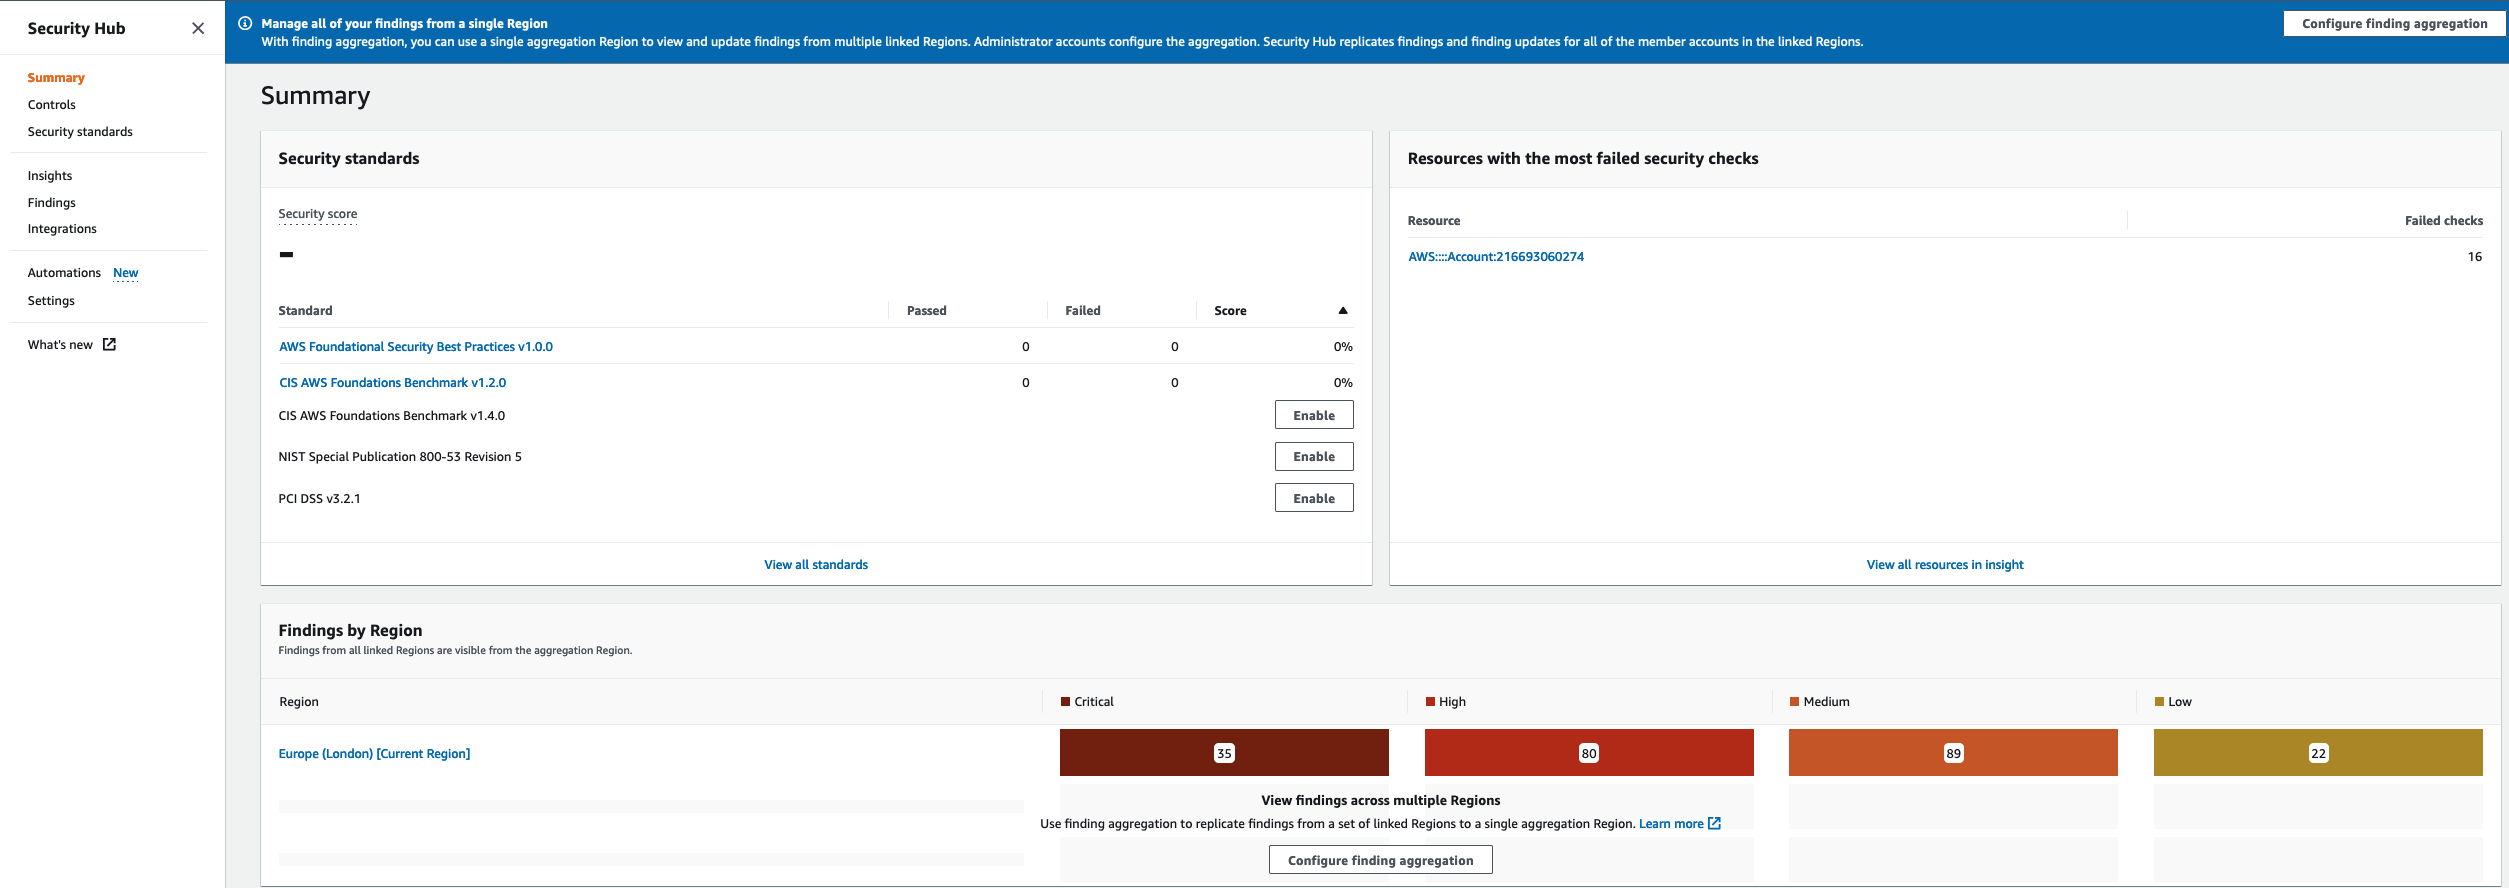 Security Hub
Summary
Controls
Security standards
Insights
Findings
Integrations
Automations New
Settings
What's new
Manage all of your findings from a single Region
With finding aggregation, you can use a single aggregation Region to view and update findings from multiple linked Regions. Administrator accounts configure the aggregation. Security Hub replicates findings and finding updates for all of the member accounts in the linked Regions.
Configure finding aggregation
Summary
Security standards
Security score
-
Standard Passed Failed Score
AWS Foundational Security Best Practices v1.0.0 0 0 0%
CIS AWS Foundations Benchmark v1.2.0 0 0 0%
CIS AWS Foundations Benchmark v1.4.0 Enable
NIST Special Publication 800-53 Revision 5 Enable
PCI DSS v3.2.1 Enable
View all standards
Resources with the most failed security checks
Resource Failed checks
AWS::::Account:216693060274 16
View all resources in insight
Findings by Region
Findings from all linked Regions are visible from the aggregation Region.
Region Critical High Medium Low
Europe (London) [Current Region] 35 80 89 22
View findings across multiple Regions
Use finding aggregation to replicate findings from a set of linked Regions to a single aggregation Region. Learn more
Configure finding aggregation